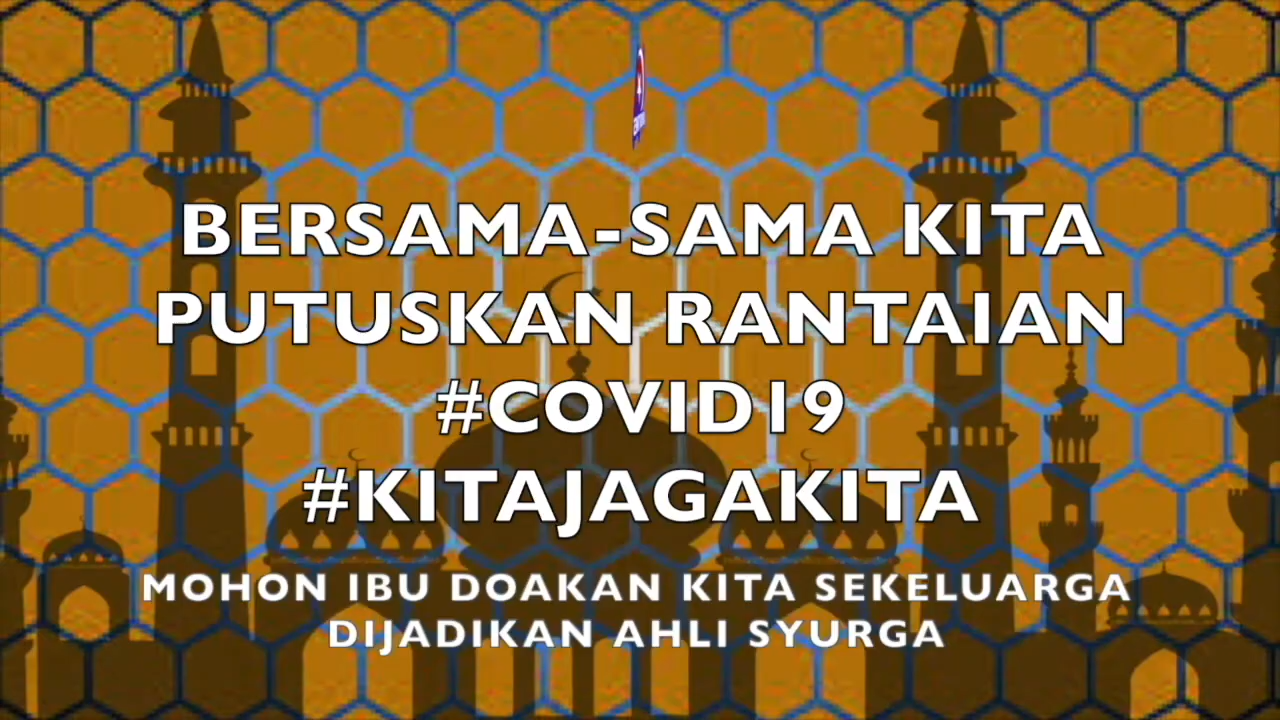 BERSAMA-SAMA KITA
PUTUSKAN RANTAIAN
#COVID19
#KITAJAGAKITA
MOHON IBU DOAKAN KITA SEKELUARGA
DIJADIKAN AHLI SYURGA